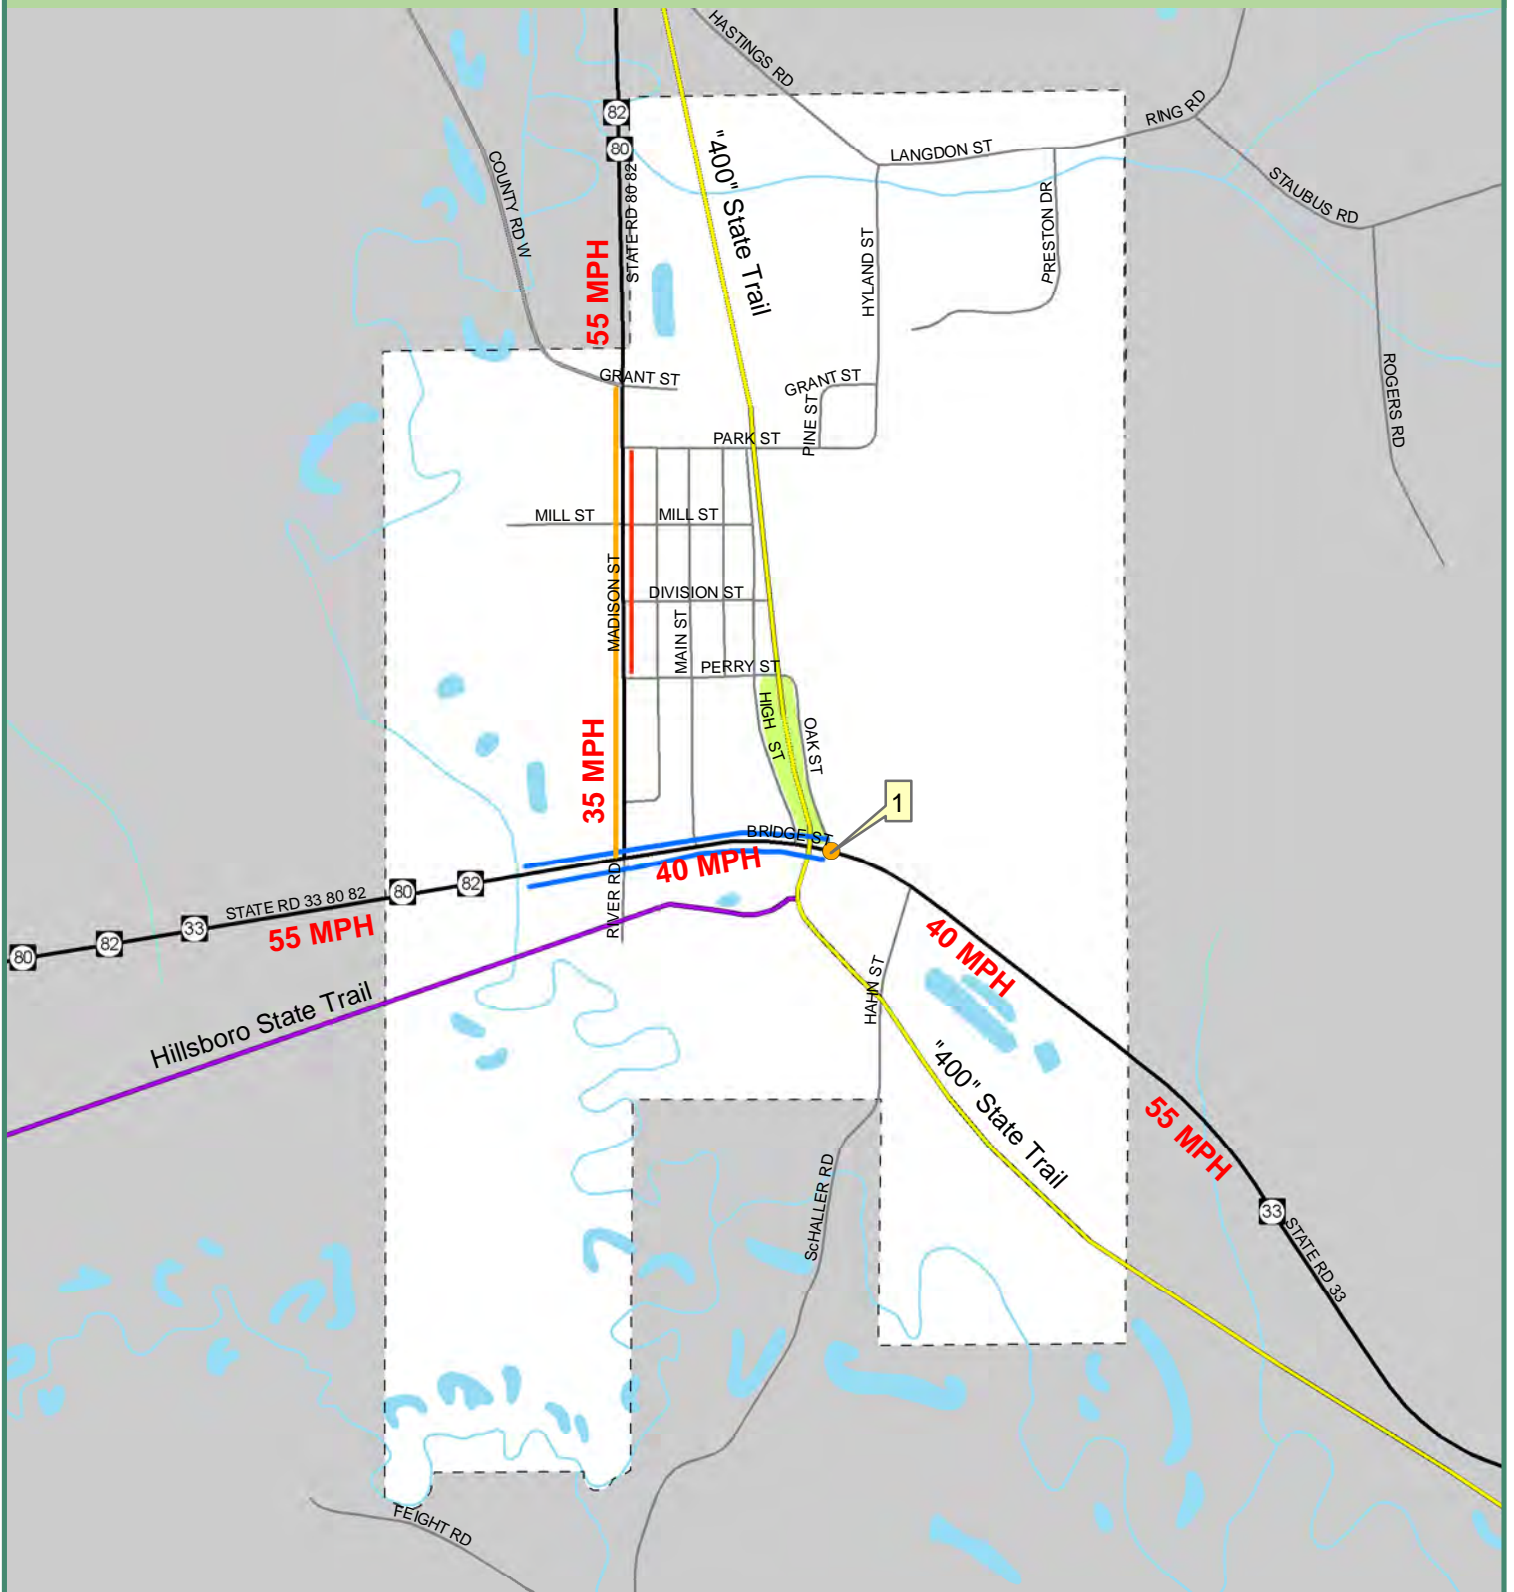 HASTINGS RD
82
RING RD
80
LANGDON ST
COUNTY RD W
STATE RD 80 82
"400" State Trail
STAUBUS RD
PRESTON DR
HYLAND ST
55 MPH
GRANT ST
GRANT ST
ROGERS RD
PINE ST
PARK ST
MILL ST
MILL ST
MADISON ST
DIVISION ST
MAIN ST
PERRY ST
HIGH ST
OAK ST
35 MPH
1
BRIDGE ST
40 MPH
RIVER RD
80
82
STATE RD 33 80 82
33
82
80
55 MPH
40 MPH
HAHN ST
Hillsboro State Trail
"400" State Trail
55 MPH
ScHALLER RD
33
STATE RD 33
FEIGHT RD